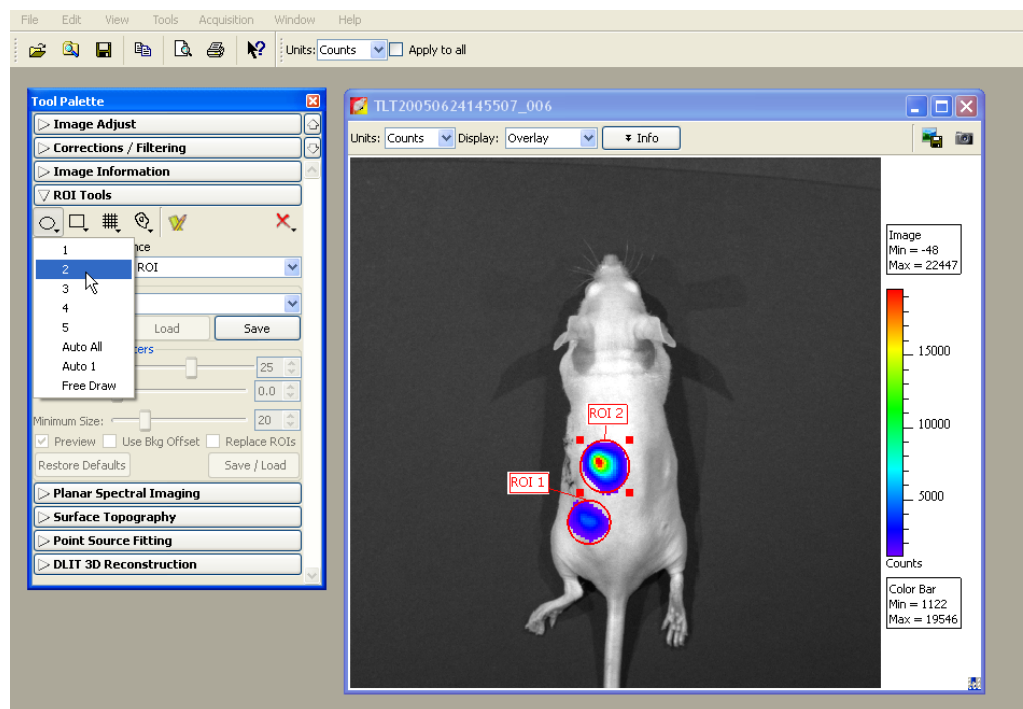 File Edit View Tools Acquisition Window Help
Units: Counts Apply to all
Tool Palette
Image Adjust
Corrections / Filtering
Image Information
ROI Tools
1
2
3
4
5
Auto All
Auto 1
Free Draw
nce
ROI
Load Save
ters
25
0.0
Minimum Size: 20
Preview Use Bkg Offset Replace ROIs
Restore Defaults Save / Load
Planar Spectral Imaging
Surface Topography
Point Source Fitting
DLIT 3D Reconstruction
TLT20050624145507_006
Units: Counts Display: Overlay Info
ROI 2
ROI 1
Image
Min = -48
Max = 22447
15000
10000
5000
Counts
Color Bar
Min = 1122
Max = 19546